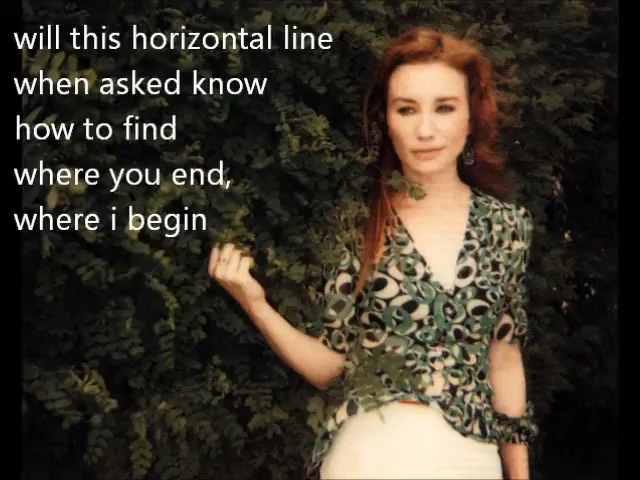 will this horizontal line
when asked know
how to find
where you end,
where i begin